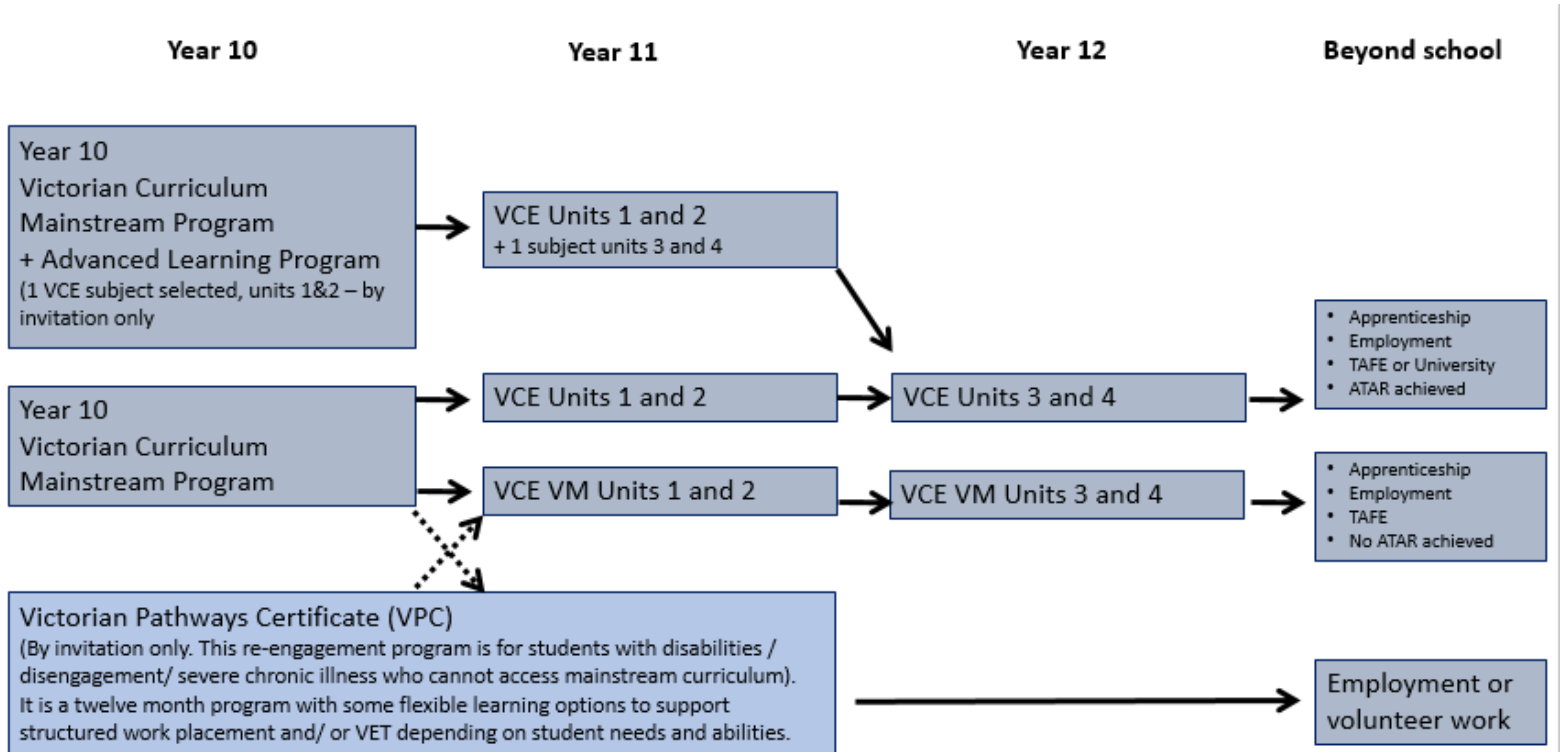 Year 10
Year 11
Year 12
Beyond school
Year 10
Victorian Curriculum
Mainstream Program
+ Advanced Learning Program
(1 VCE subject selected, units 1&2 – by
invitation only
VCE Units 1 and 2
+ 1 subject units 3 and 4
Year 10
Victorian Curriculum
Mainstream Program
VCE Units 1 and 2
VCE Units 3 and 4
• Apprenticeship
• Employment
• TAFE or University
• ATAR achieved
VCE VM Units 1 and 2
VCE VM Units 3 and 4
• Apprenticeship
• Employment
• TAFE
• No ATAR achieved
Victorian Pathways Certificate (VPC)
(By invitation only. This re-engagement program is for students with disabilities /
disengagement/ severe chronic illness who cannot access mainstream curriculum).
It is a twelve month program with some flexible learning options to support
structured work placement and/ or VET depending on student needs and abilities.
Employment or
volunteer work